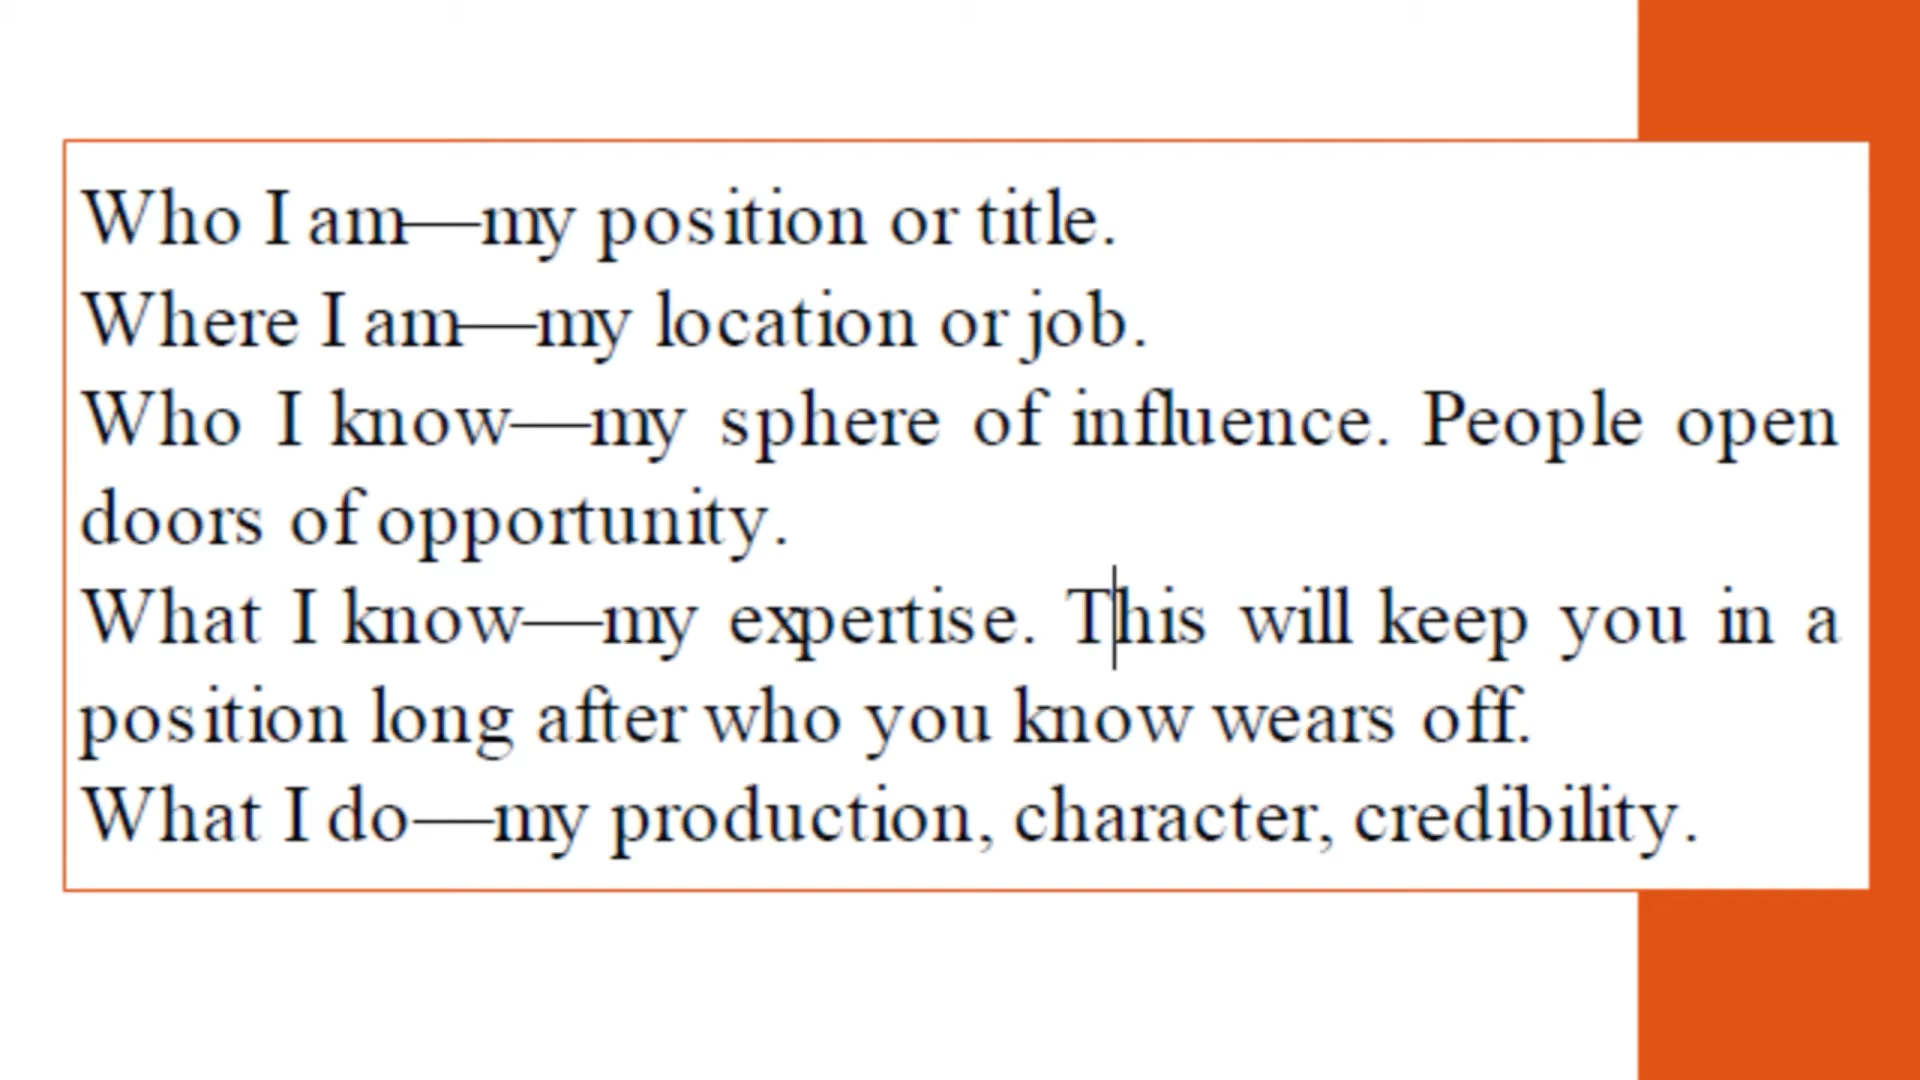 Who I am—my position or title.
Where I am—my location or job.
Who I know—my sphere of influence. People open
doors of opportunity.
What I know—my expertise. This will keep you in a
position long after who you know wears off.
What I do—my production, character, credibility.